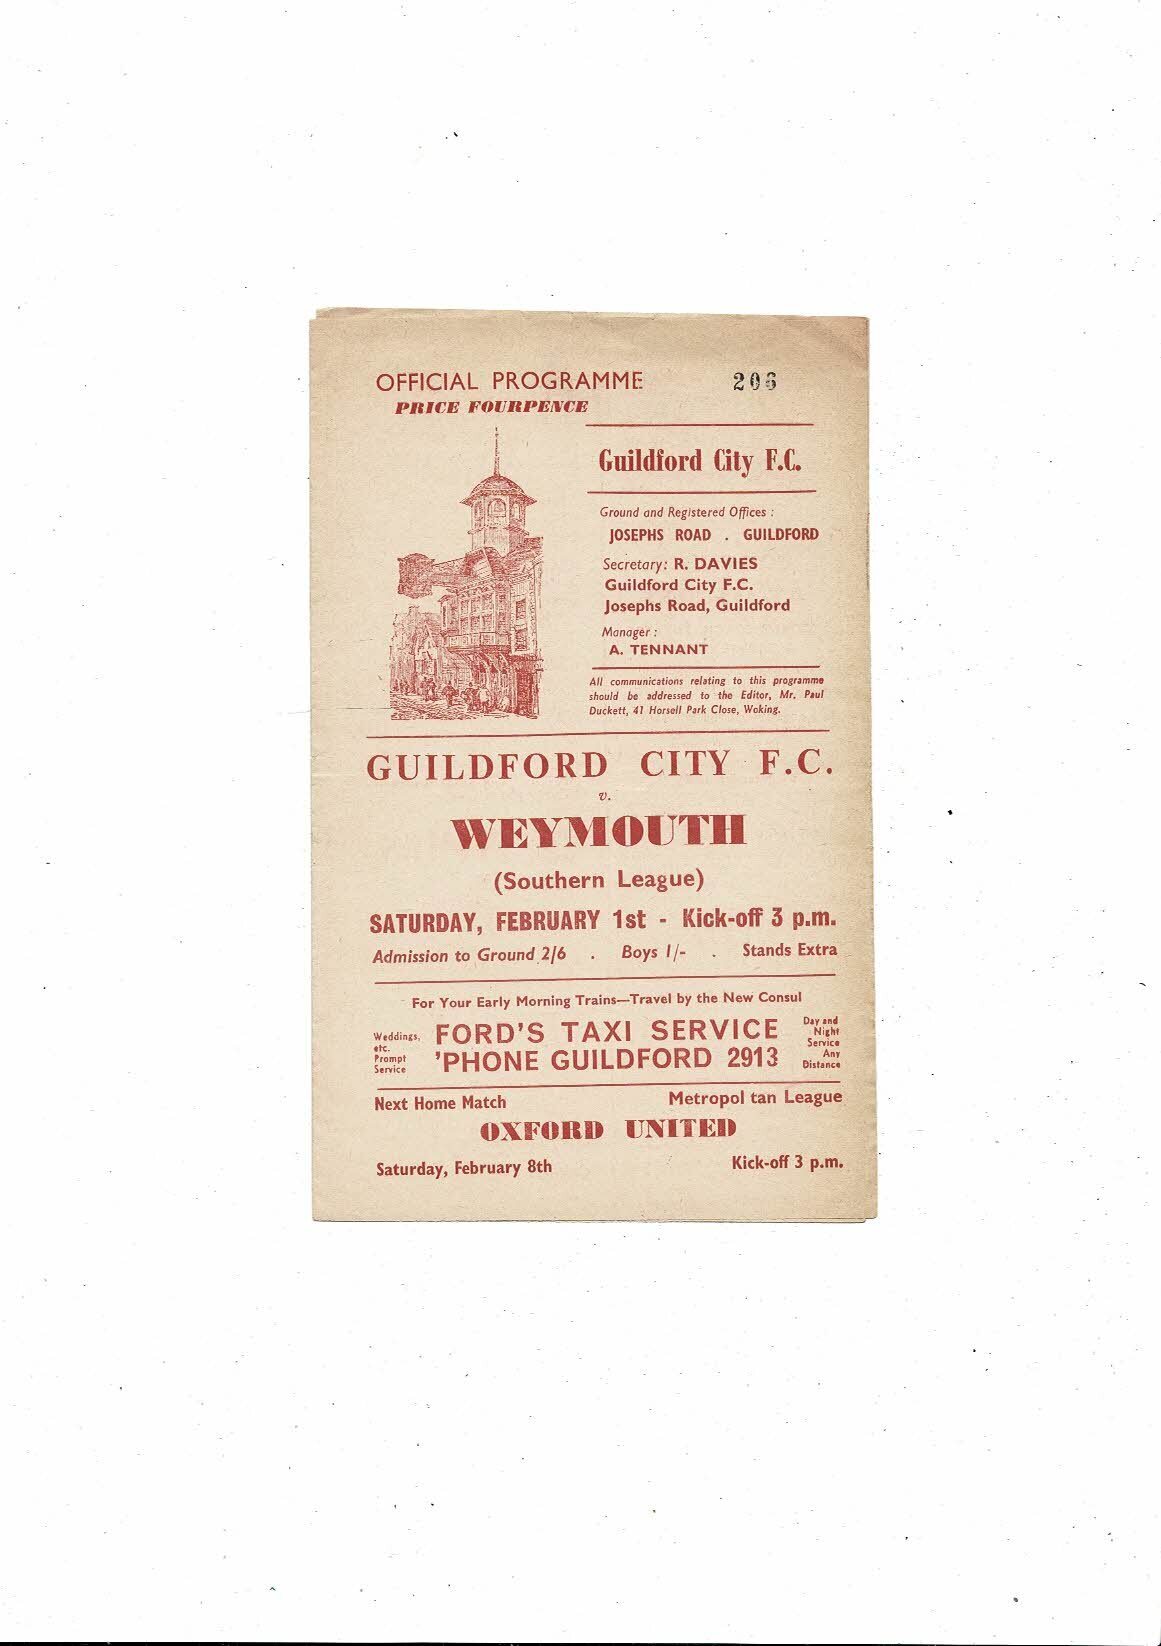 OFFICIAL PROGRAMME
206
PRICE FOURPENCE
Guildford City F.C.
Ground and Registered Offices :
JOSEPHS ROAD . GUILDFORD
Secretary: R. DAVIES
Guildford City F.C.
Josephs Road, Guildford
Manager :
A. TENNANT
All communications relating to this programme
should be addressed to the Editor, Mr. Paul
Duckett, 41 Horsell Park Close, Woking.
GUILDFORD CITY F.C.
v.
WEYMOUTH
(Southern League)
SATURDAY, FEBRUARY 1st - Kick-off 3 p.m.
Admission to Ground 2/6 . Boys 1/- . Stands Extra
For Your Early Morning Trains—Travel by the New Consul
Weddings,
etc.
Prompt
Service
FORD'S TAXI SERVICE
'PHONE GUILDFORD 2913
Day and
Night
Service
Any
Distance
Next Home Match
Metropol tan League
OXFORD UNITED
Saturday, February 8th
Kick-off 3 p.m.